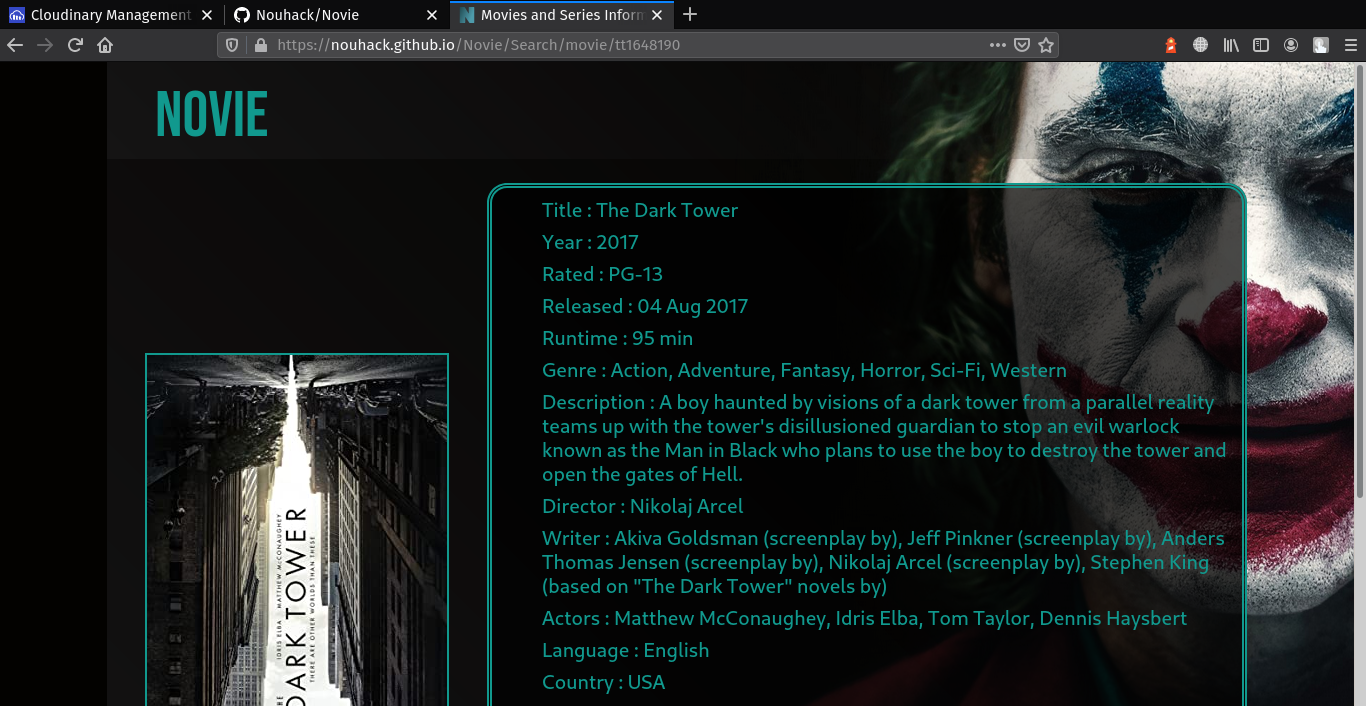 Cloudinary Management
Nouhack/Novie
Movies and Series Inform
https://nouhack.github.io/Novie/Search/movie/tt1648190
NOVIE
Title : The Dark Tower
Year : 2017
Rated : PG-13
Released : 04 Aug 2017
Runtime : 95 min
Genre : Action, Adventure, Fantasy, Horror, Sci-Fi, Western
Description : A boy haunted by visions of a dark tower from a parallel reality
teams up with the tower's disillusioned guardian to stop an evil warlock
known as the Man in Black who plans to use the boy to destroy the tower and
open the gates of Hell.
Director : Nikolaj Arcel
Writer : Akiva Goldsman (screenplay by), Jeff Pinkner (screenplay by), Anders
Thomas Jensen (screenplay by), Nikolaj Arcel (screenplay by), Stephen King
(based on "The Dark Tower" novels by)
Actors : Matthew McConaughey, Idris Elba, Tom Taylor, Dennis Haysbert
Language : English
Country : USA
IDRIS ELBA MATTHEW McCONAUGHEY
THE
DARK TOWER
THERE ARE OTHER WORLDS THAN THESE